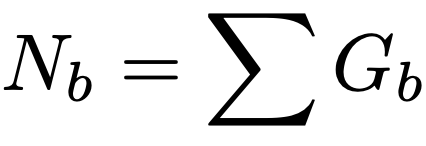 N_b = ∑ G_b